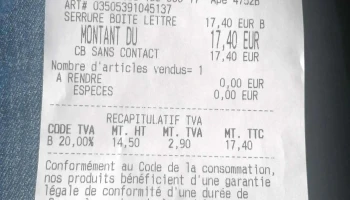 Ape 4752B
ART# 03505391045137
SERRURE BOITE LETTRE 17,40 EUR B
MONTANT DU 17,40 EUR
CB SANS CONTACT 17,40 EUR
Nombre d'articles vendus= 1
A RENDRE 0,00 EUR
ESPECES 0,00 EUR
RECAPITULATIF TVA
CODE TVA MT. HT MT. TVA MT. TTC
B 20,00% 14,50 2,90 17,40
Conformément au Code de la consommation,
nos produits bénéficient d'une garantie
légale de conformité d'une durée de